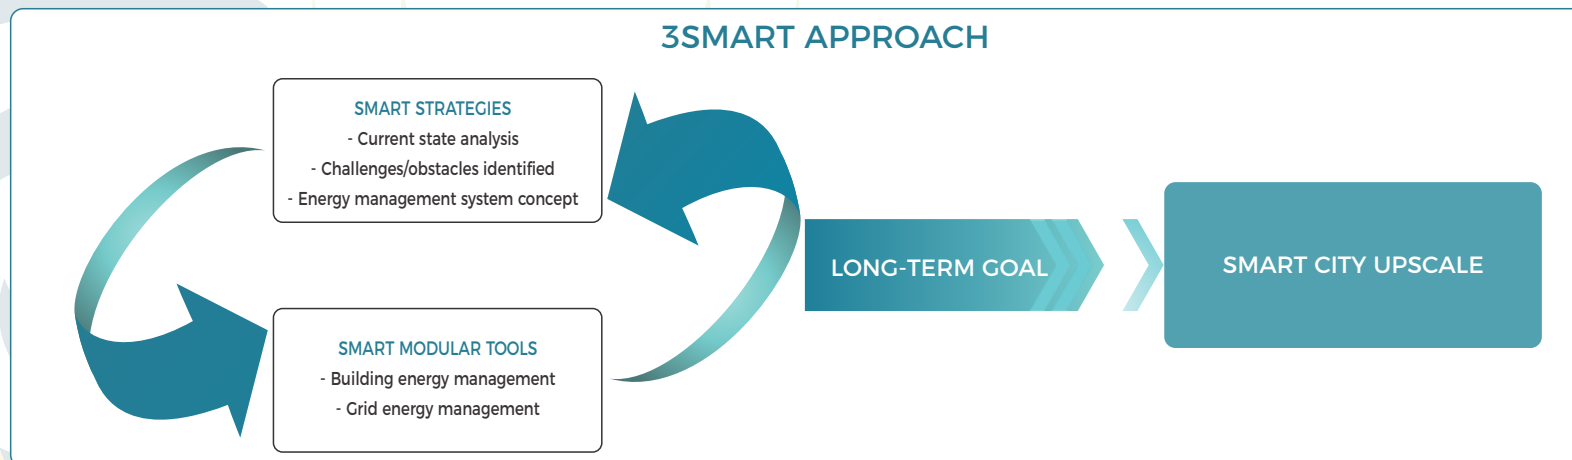 3SMART APPROACH
SMART STRATEGIES
- Current state analysis
- Challenges/obstacles identified
- Energy management system concept
SMART MODULAR TOOLS
- Building energy management
- Grid energy management
LONG-TERM GOAL
SMART CITY UPSCALE